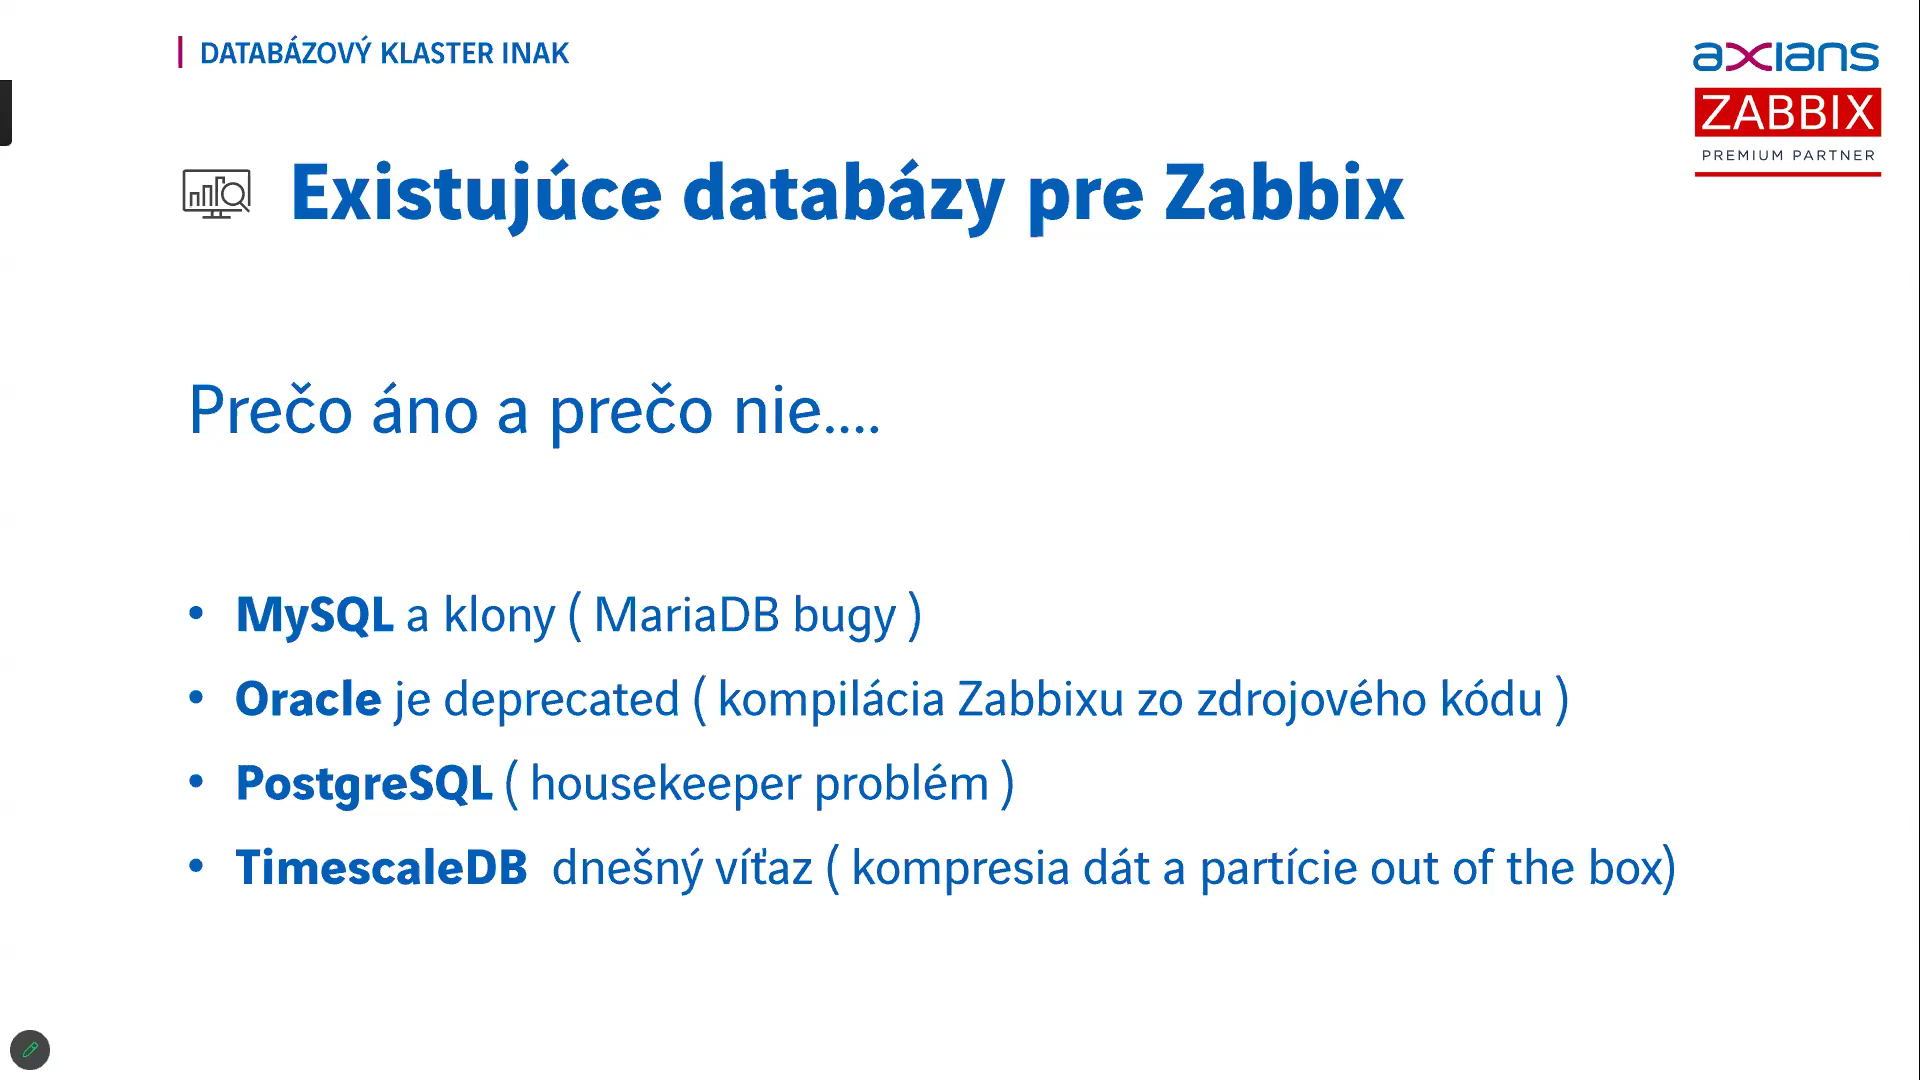 DATABÁZOVÝ KLASTER INAK
axians
ZABBIX
PREMIUM PARTNER
Existujúce databázy pre Zabbix
Prečo áno a prečo nie....
• MySQL a klony ( MariaDB bugy )
• Oracle je deprecated ( kompilácia Zabbixu zo zdrojového kódu )
• PostgreSQL ( housekeeper problém )
• TimescaleDB dnešný víťaz ( kompresia dát a partície out of the box)